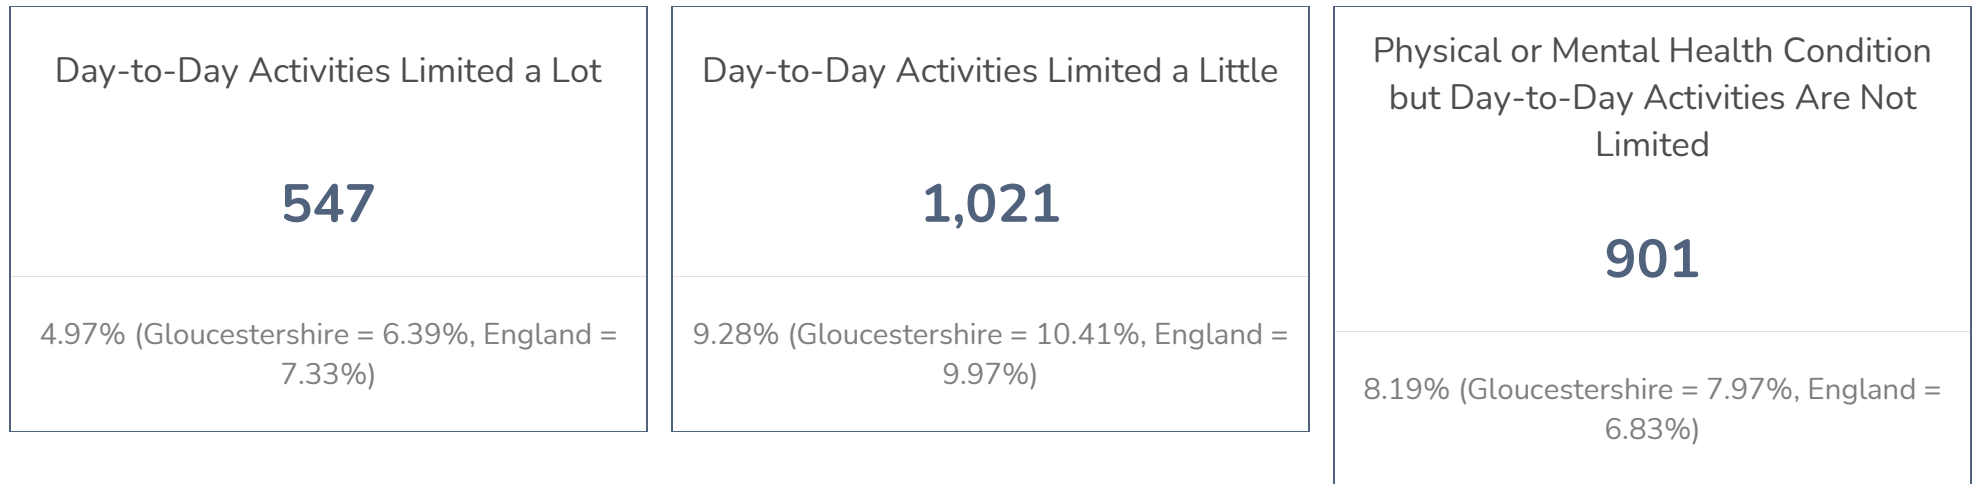 Day-to-Day Activities Limited a Lot
547
4.97% (Gloucestershire = 6.39%, England =
7.33%)
Day-to-Day Activities Limited a Little
1,021
9.28% (Gloucestershire = 10.41%, England =
9.97%)
Physical or Mental Health Condition
but Day-to-Day Activities Are Not
Limited
901
8.19% (Gloucestershire = 7.97%, England =
6.83%)